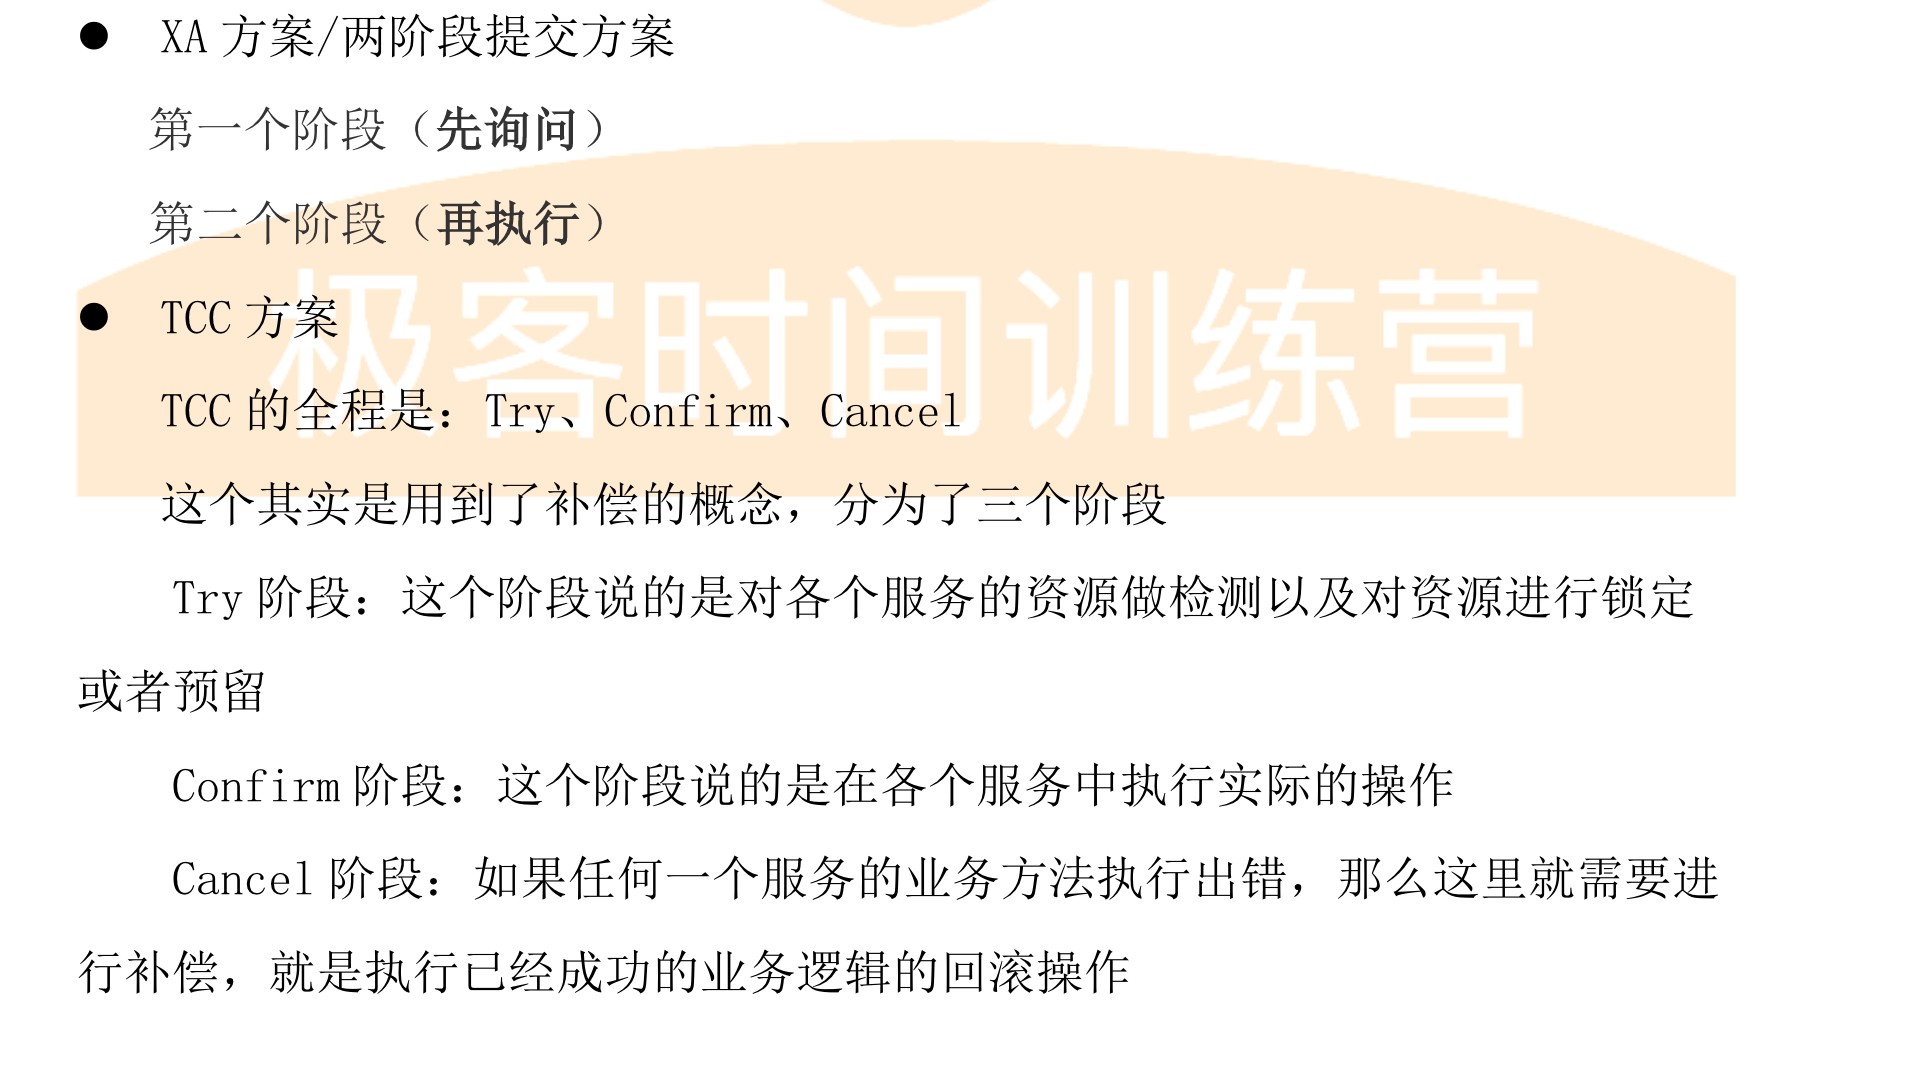 ● XA 方案/两阶段提交方案
第一个阶段（先询问）
第二个阶段（再执行）
极客时间训练营
● TCC 方案
TCC 的全程是：Try、Confirm、Cancel
这个其实是用到了补偿的概念，分为了三个阶段
Try 阶段：这个阶段说的是对各个服务的资源做检测以及对资源进行锁定
或者预留
Confirm 阶段：这个阶段说的是在各个服务中执行实际的操作
Cancel 阶段：如果任何一个服务的业务方法执行出错，那么这里就需要进
行补偿，就是执行已经成功的业务逻辑的回滚操作